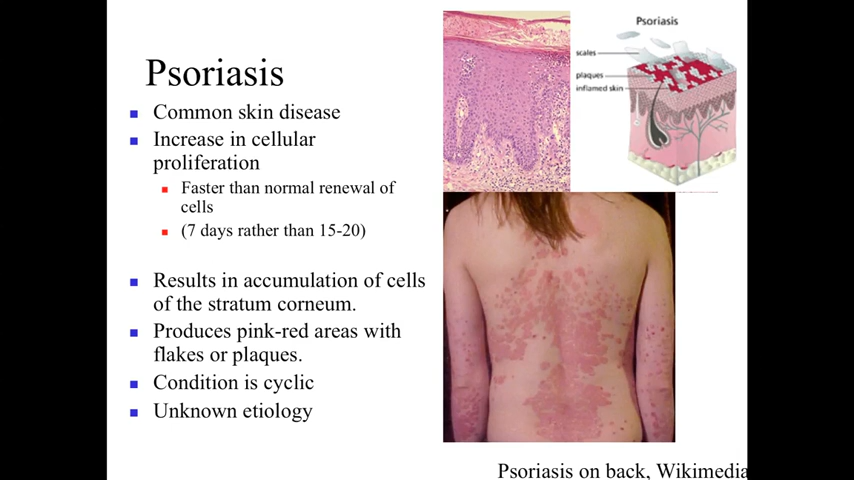 Psoriasis
Common skin disease
Increase in cellular
proliferation
Faster than normal renewal of
cells
(7 days rather than 15-20)
Results in accumulation of cells
of the stratum corneum.
Produces pink-red areas with
flakes or plaques.
Condition is cyclic
Unknown etiology
Psoriasis
scales
plaques
inflamed skin
Psoriasis on back, Wikimedia